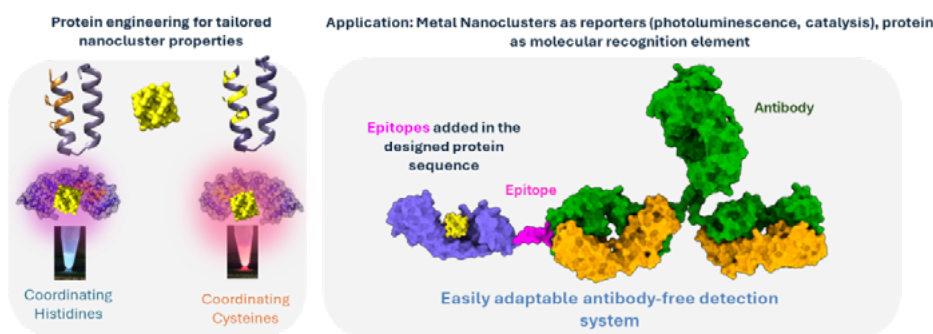 Protein engineering for tailored
nanocluster properties
Application: Metal Nanoclusters as reporters (photoluminescence, catalysis), protein
as molecular recognition element
Epitopes added in the
designed protein
sequence
Epitope
Antibody
Coordinating
Histidines
Coordinating
Cysteines
Easily adaptable antibody-free detection
system